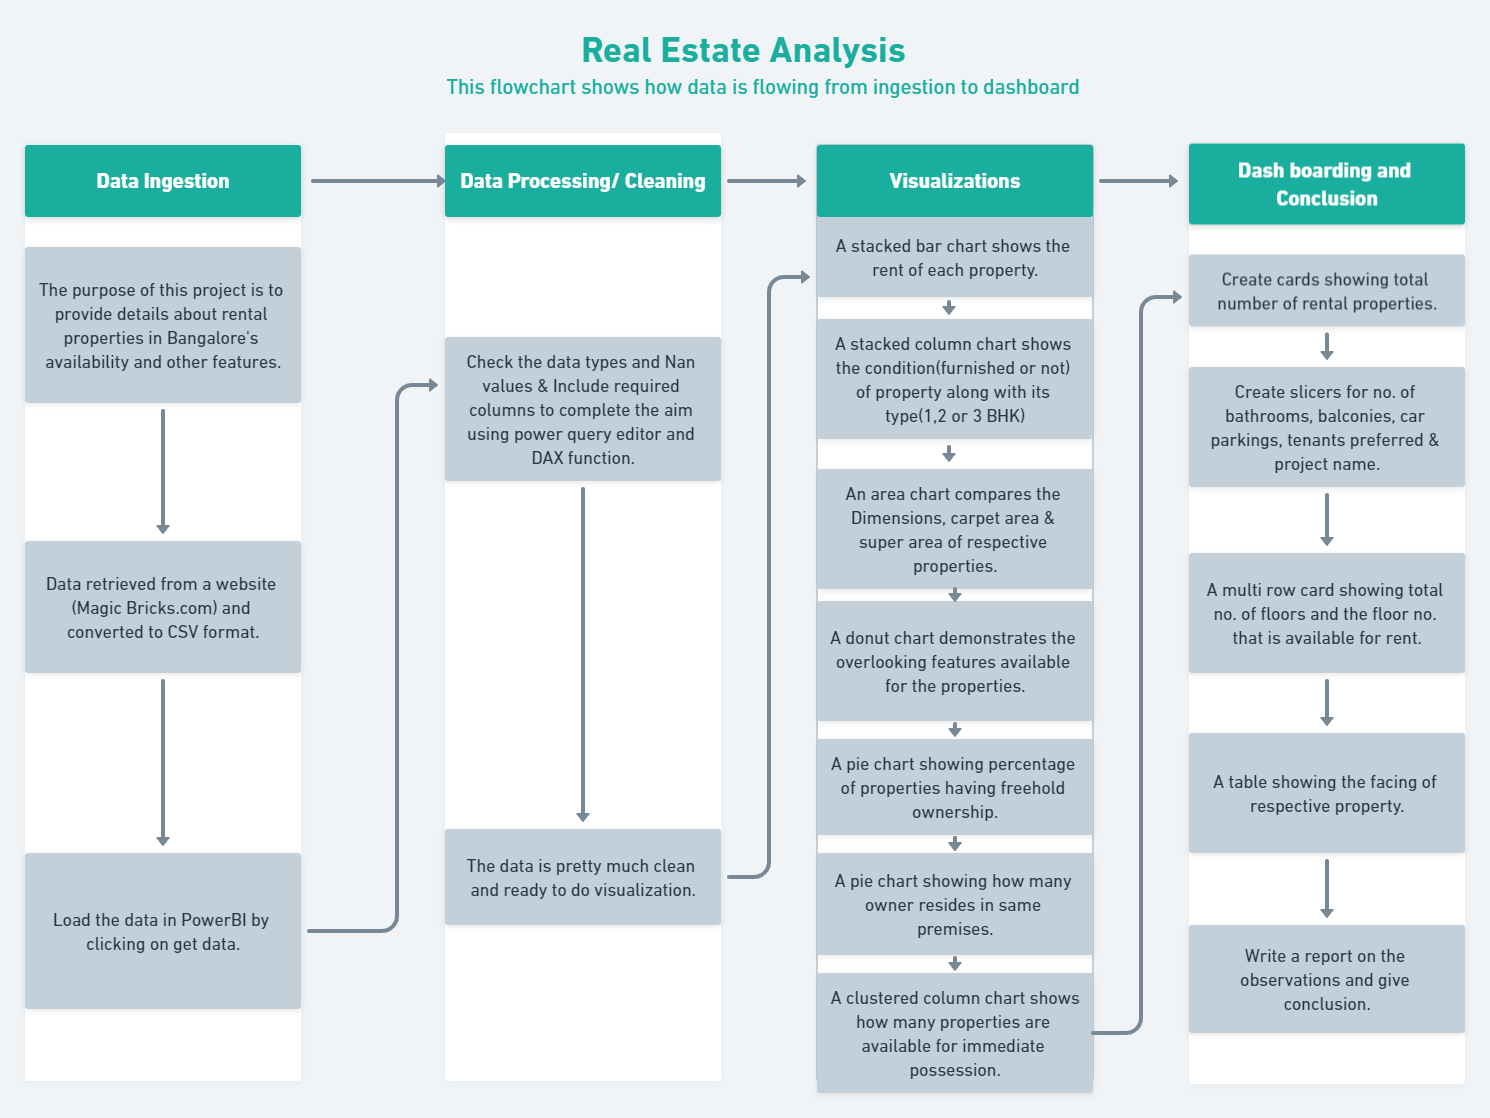 Real Estate Analysis
This flowchart shows how data is flowing from ingestion to dashboard
Data Ingestion
The purpose of this project is to
provide details about rental
properties in Bangalore's
availability and other features.
Data retrieved from a website
(Magic Bricks.com) and
converted to CSV format.
Load the data in PowerBI by
clicking on get data.
Data Processing/ Cleaning
Check the data types and Nan
values & Include required
columns to complete the aim
using power query editor and
DAX function.
The data is pretty much clean
and ready to do visualization.
Visualizations
A stacked bar chart shows the
rent of each property.
A stacked column chart shows
the condition(furnished or not)
of property along with its
type(1,2 or 3 BHK)
An area chart compares the
Dimensions, carpet area &
super area of respective
properties.
A donut chart demonstrates the
overlooking features available
for the properties.
A pie chart showing percentage
of properties having freehold
ownership.
A pie chart showing how many
owner resides in same
premises.
A clustered column chart shows
how many properties are
available for immediate
possession.
Dash boarding and
Conclusion
Create cards showing total
number of rental properties.
Create slicers for no. of
bathrooms, balconies, car
parkings, tenants preferred &
project name.
A multi row card showing total
no. of floors and the floor no.
that is available for rent.
A table showing the facing of
respective property.
Write a report on the
observations and give
conclusion.